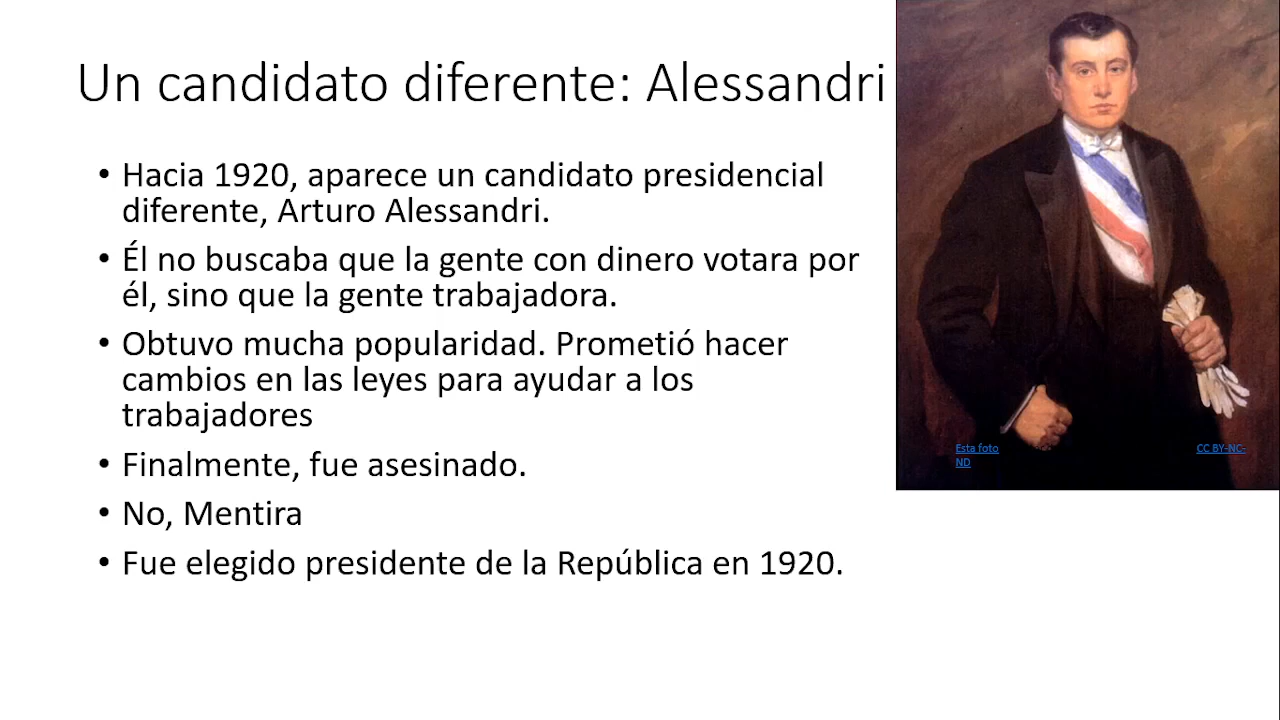 Un candidato diferente: Alessandri
• Hacia 1920, aparece un candidato presidencial
diferente, Arturo Alessandri.
• Él no buscaba que la gente con dinero votara por
él, sino que la gente trabajadora.
• Obtuvo mucha popularidad. Prometió hacer
cambios en las leyes para ayudar a los
trabajadores
• Finalmente, fue asesinado.
• No, Mentira
• Fue elegido presidente de la República en 1920.
Esta foto CC BY-NC-
ND